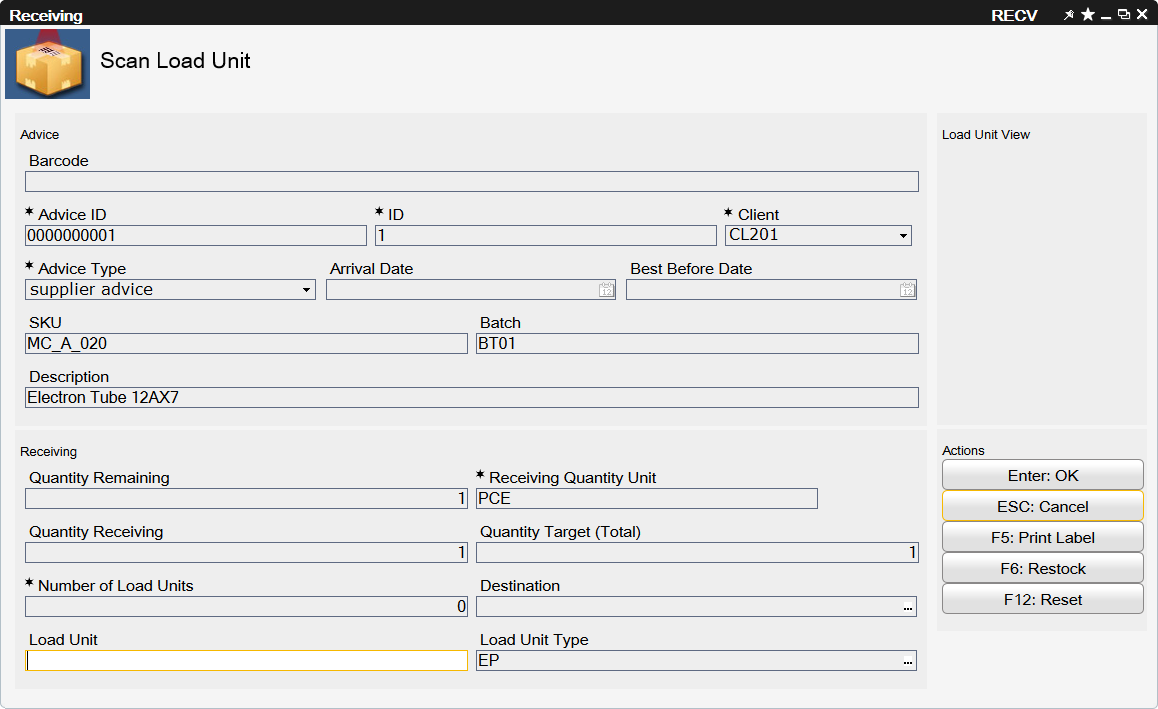 Receiving RECV
Scan Load Unit
Advice
Barcode
* Advice ID * ID * Client
0000000001 1 CL201
* Advice Type Arrival Date Best Before Date
supplier advice 12 12
SKU Batch
MC_A_020 BT01
Description
Electron Tube 12AX7
Load Unit View
Receiving
Quantity Remaining * Receiving Quantity Unit
1 PCE
Quantity Receiving Quantity Target (Total)
1 1
* Number of Load Units Destination
0 ...
Load Unit Load Unit Type
EP ...
Actions
Enter: OK
ESC: Cancel
F5: Print Label
F6: Restock
F12: Reset